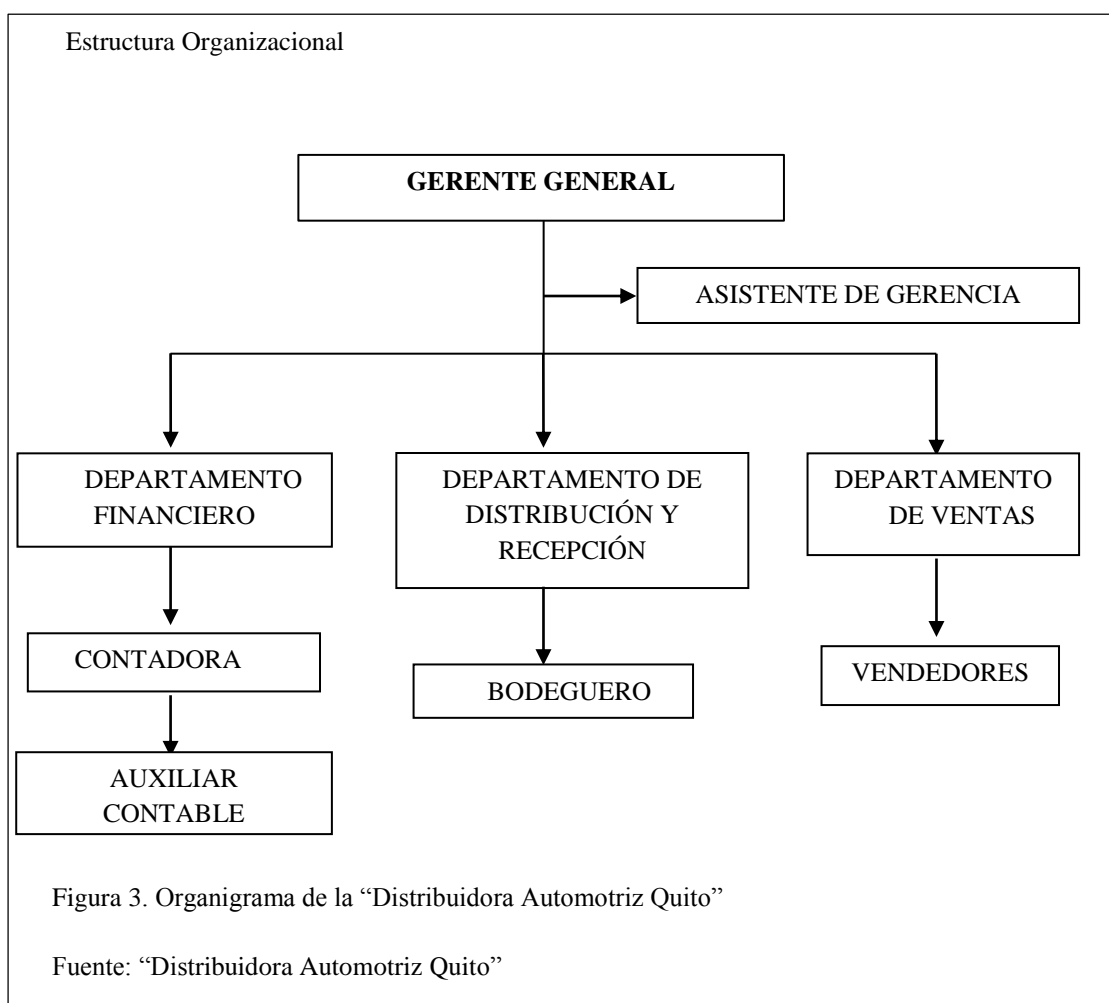 Estructura Organizacional
GERENTE GENERAL
ASISTENTE DE GERENCIA
DEPARTAMENTO
FINANCIERO
DEPARTAMENTO DE
DISTRIBUCIÓN Y
RECEPCIÓN
DEPARTAMENTO
DE VENTAS
CONTADORA
BODEGUERO
VENDEDORES
AUXILIAR
CONTABLE
Figura 3. Organigrama de la “Distribuidora Automotriz Quito”
Fuente: “Distribuidora Automotriz Quito”